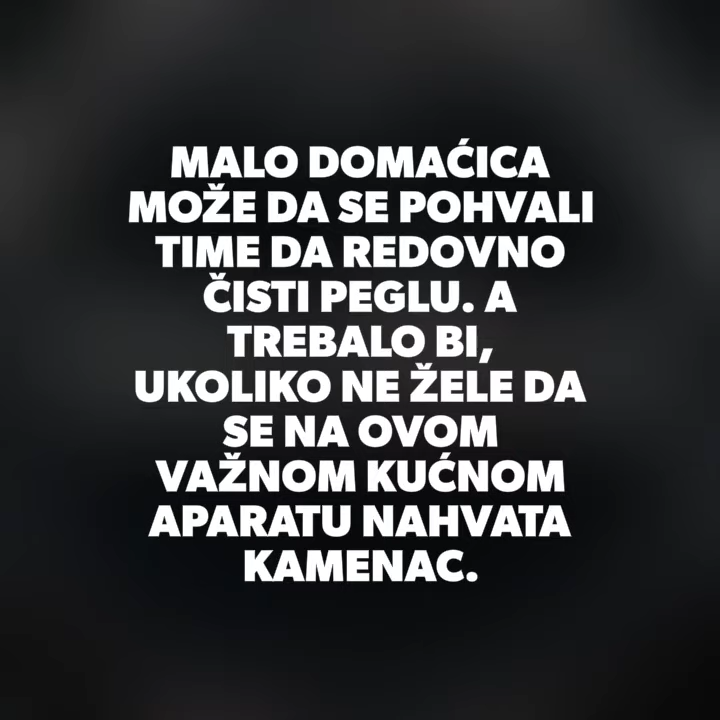 MALO DOMAĆICA
MOŽE DA SE POHVALI
TIME DA REDOVNO
ČISTI PEGLU. A
TREBALO BI,
UKOLIKO NE ŽELE DA
SE NA OVOM
VAŽNOM KUĆNOM
APARATU NAHVATA
KAMENAC.